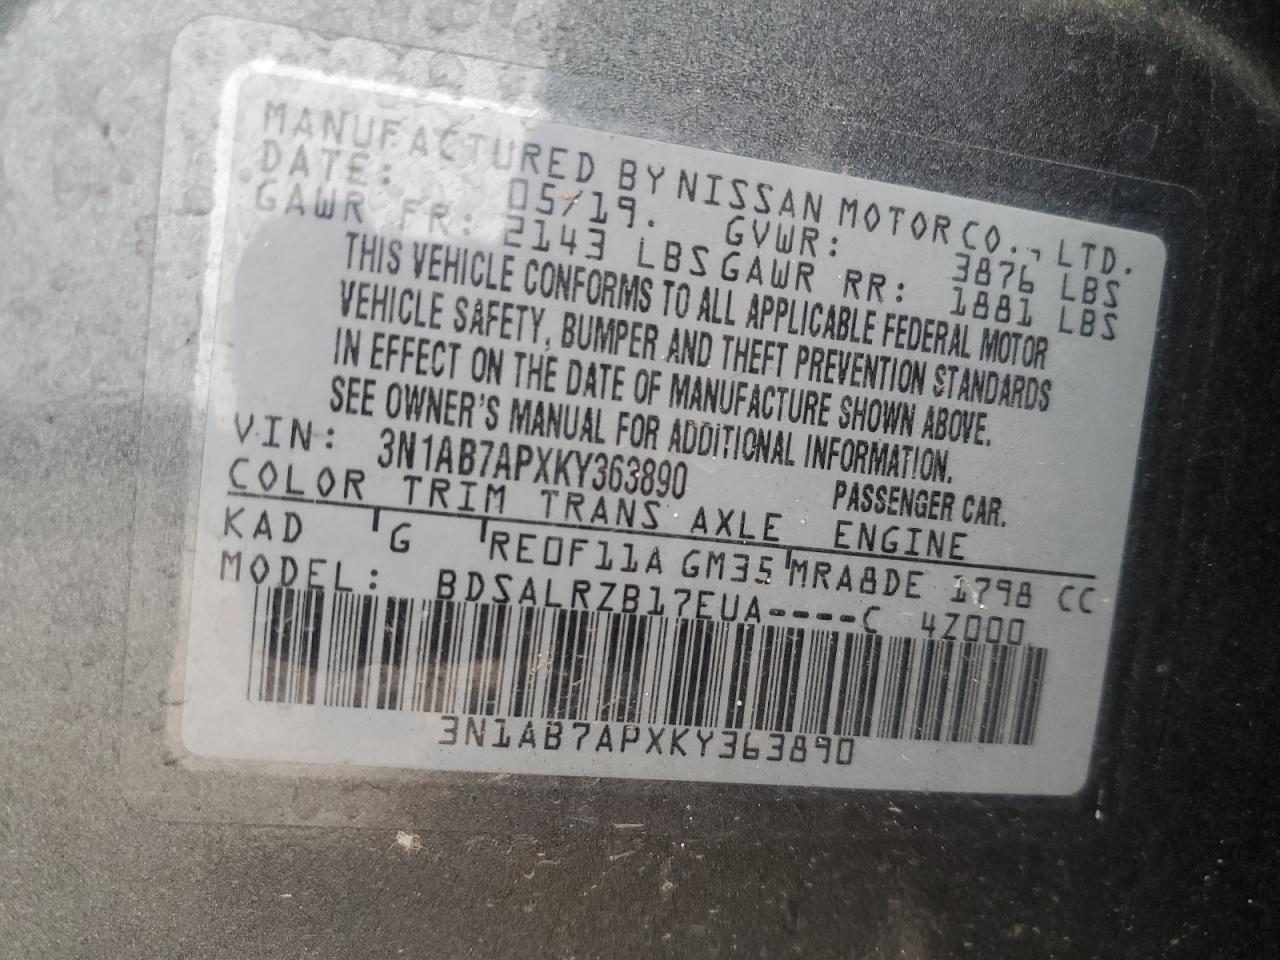 MANUFACTURED BY NISSAN MOTOR CO., LTD.
DATE: 05/19. GVWR: 3876 LBS
GAWR FR: 2143 LBS GAWR RR: 1881 LBS
THIS VEHICLE CONFORMS TO ALL APPLICABLE FEDERAL MOTOR
VEHICLE SAFETY, BUMPER AND THEFT PREVENTION STANDARDS
IN EFFECT ON THE DATE OF MANUFACTURE SHOWN ABOVE.
SEE OWNER'S MANUAL FOR ADDITIONAL INFORMATION.
VIN: 3N1AB7APXKY363890 PASSENGER CAR.
COLOR TRIM TRANS AXLE ENGINE
KAD G RE0F11A GM35 MRA8DE 1798 CC
MODEL: BDSALRZB17EUA----C 4Z000
3N1AB7APXKY363890